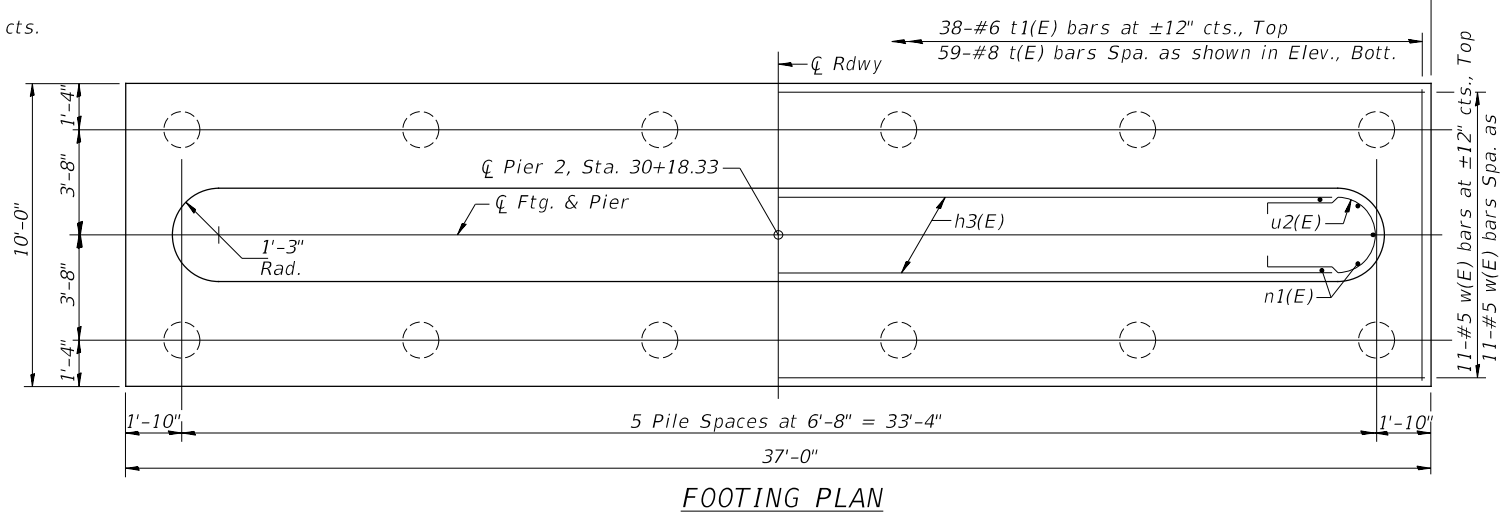 cts.
38-#6 t1(E) bars at ±12" cts., Top
59-#8 t(E) bars Spa. as shown in Elev., Bott.
℄ Rdwy
1'-4"
3'-8"
10'-0"
3'-8"
1'-4"
℄ Pier 2, Sta. 30+18.33
℄ Ftg. & Pier
1'-3"
Rad.
h3(E)
u2(E)
n1(E)
11-#5 w(E) bars at ±12" cts., Top
11-#5 w(E) bars Spa. as
1'-10"
5 Pile Spaces at 6'-8" = 33'-4"
1'-10"
37'-0"
FOOTING PLAN